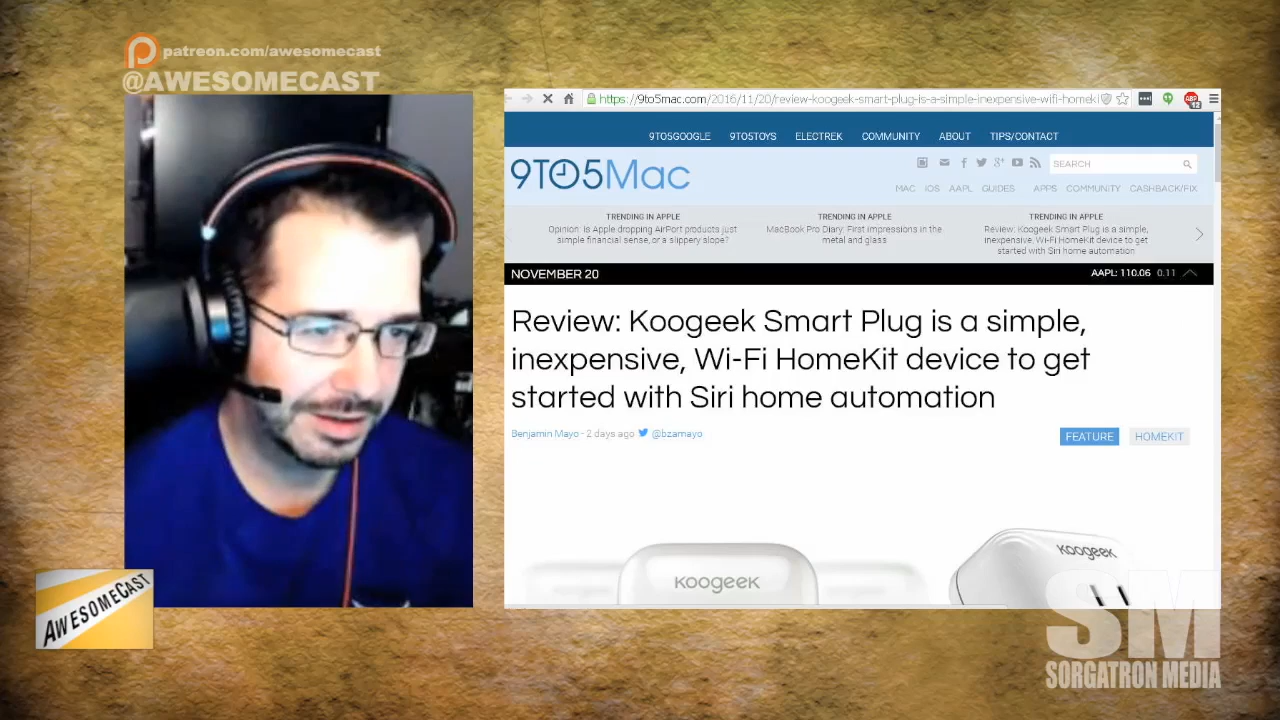 patreon.com/awesomecast
@AWESOMECAST
https://9to5mac.com/2016/11/20/review-koogeek-smart-plug-is-a-simple-inexpensive-wifi-homeki
ABP
12
9TO5GOOGLE 9TO5TOYS ELECTREK COMMUNITY ABOUT TIPS/CONTACT
9TO5Mac
SEARCH
MAC IOS AAPL GUIDES APPS COMMUNITY CASHBACK/FIX
TRENDING IN APPLE
Opinion: Is Apple dropping AirPort products just
simple financial sense, or a slippery slope?
TRENDING IN APPLE
MacBook Pro Diary: First impressions in the
metal and glass
TRENDING IN APPLE
Review: Koogeek Smart Plug is a simple,
inexpensive, Wi-Fi HomeKit device to get
started with Siri home automation
NOVEMBER 20
AAPL: 110.06 0.11
Review: Koogeek Smart Plug is a simple,
inexpensive, Wi-Fi HomeKit device to get
started with Siri home automation
Benjamin Mayo - 2 days ago @bzamayo
FEATURE HOMEKIT
KOOGEEK
KOOGEEK
AWESOMECAST
SM
SORGATRON MEDIA